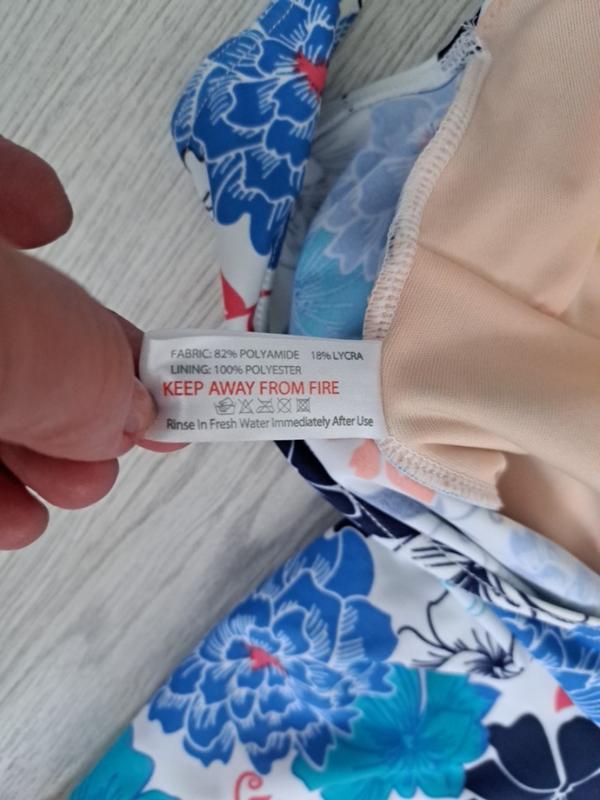 FABRIC: 82% POLYAMIDE 18% LYCRA
LINING: 100% POLYESTER
KEEP AWAY FROM FIRE
Rinse In Fresh Water Immediately After Use